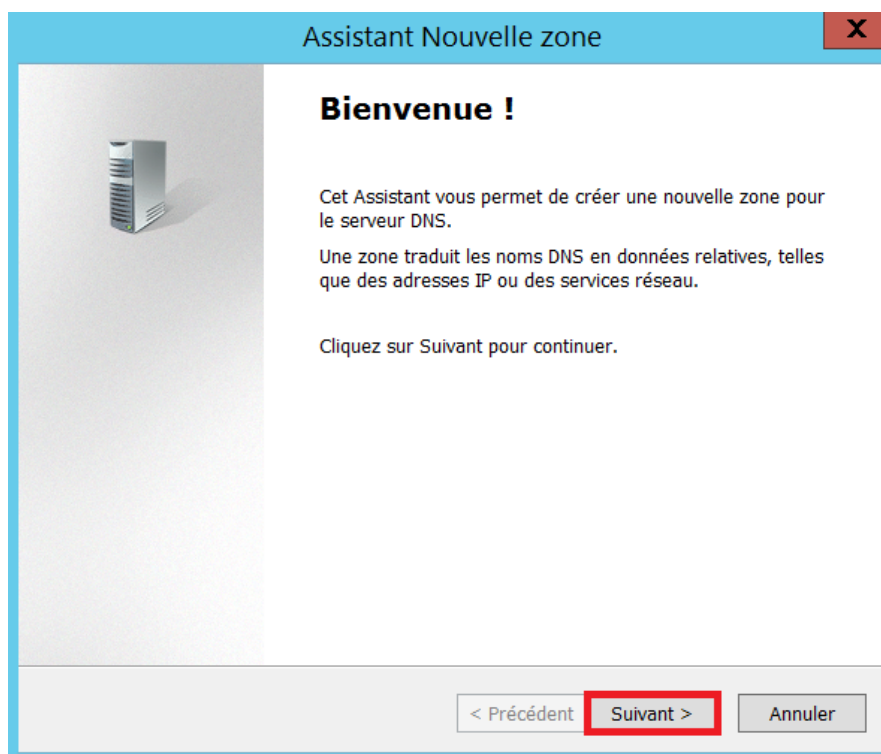 Assistant Nouvelle zone
X
Bienvenue !
Cet Assistant vous permet de créer une nouvelle zone pour
le serveur DNS.
Une zone traduit les noms DNS en données relatives, telles
que des adresses IP ou des services réseau.
Cliquez sur Suivant pour continuer.
< Précédent Suivant > Annuler